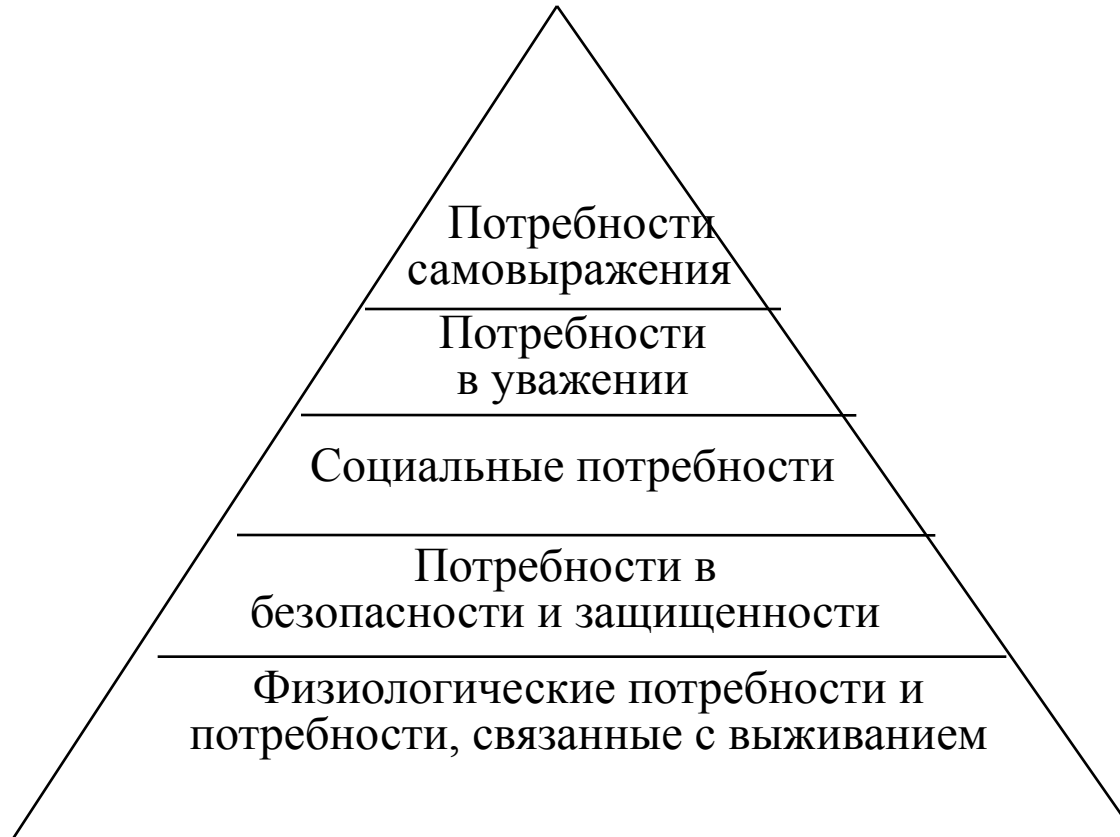 Потребности
самовыражения
Потребности
в уважении
Социальные потребности
Потребности в
безопасности и защищенности
Физиологические потребности и
потребности, связанные с выживанием